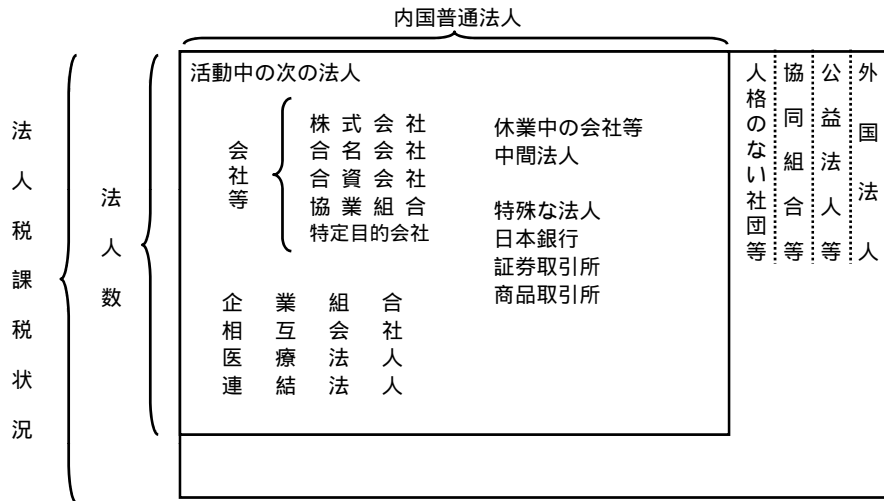 内国普通法人
法人税課税状況
法人数
活動中の次の法人
会社等
株式会社
合名会社
合資会社
協業組合
特定目的会社
企業組合
相互会社
医療法人
連結法人
休業中の会社等
中間法人
特殊な法人
日本銀行
証券取引所
商品取引所
人格のない社団等
協同組合等
公益法人等
外国法人